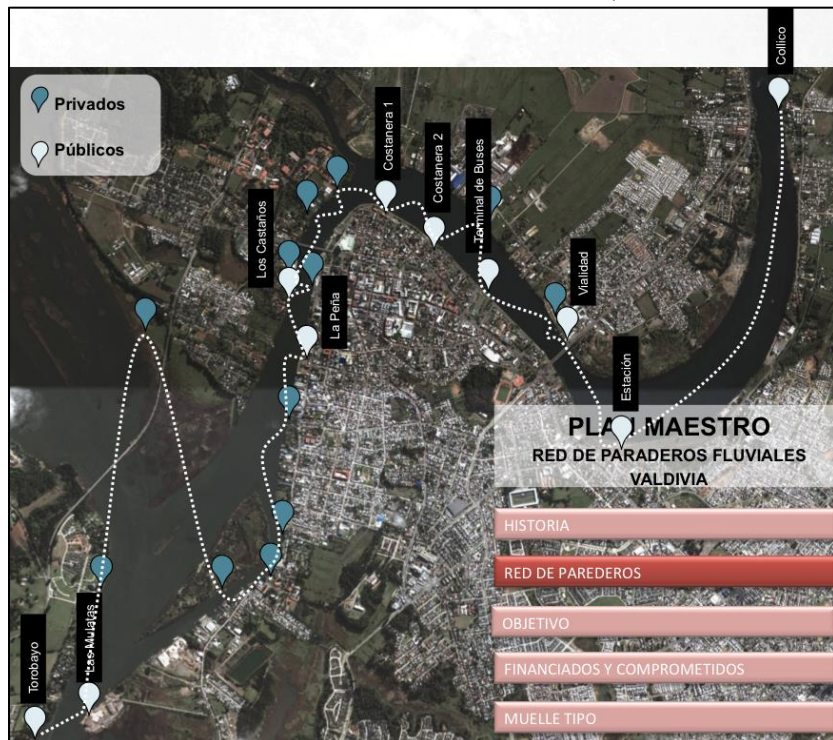 Privados
Públicos
Collico
Costanera 1
Costanera 2
Terminal de Buses
Los Castaños
La Peña
Vialidad
Estación
PLAN MAESTRO
RED DE PARADEROS FLUVIALES
VALDIVIA
HISTORIA
RED DE PAREDEROS
OBJETIVO
FINANCIADOS Y COMPROMETIDOS
MUELLE TIPO
Las Mulatas
Torobayo